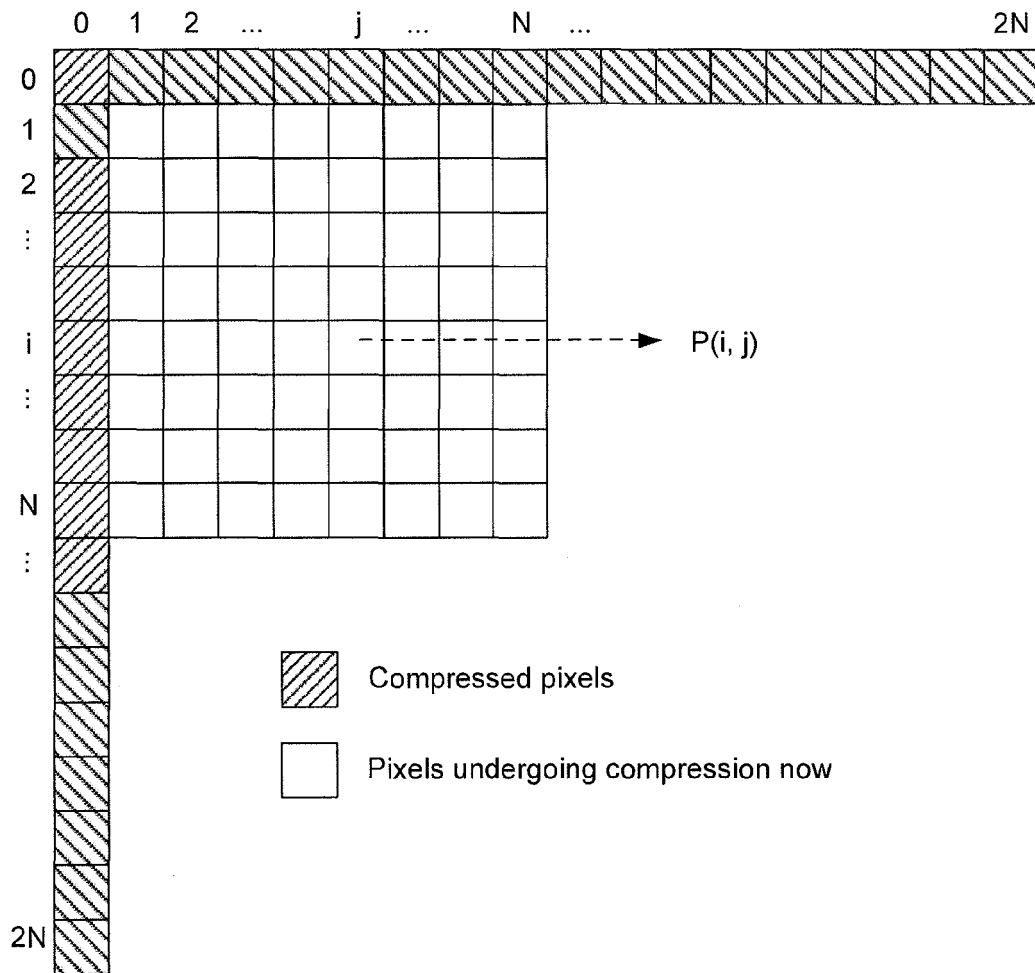 0 1 2 ... j ... N ... 2N
0
1
2
...
i
...
N
...
2N
P(i, j)
Compressed pixels
Pixels undergoing compression now